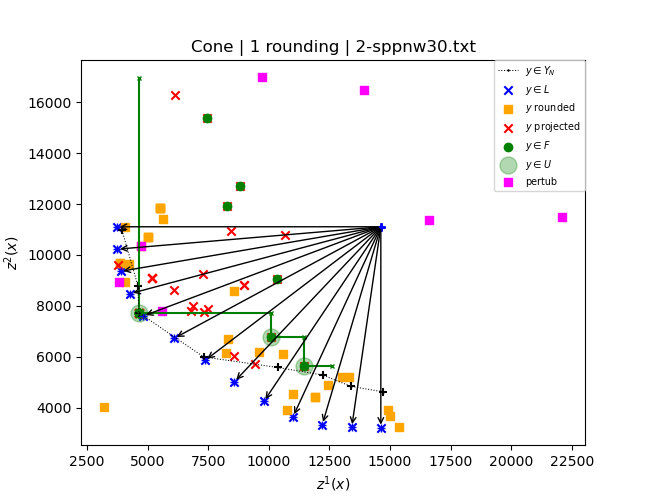 Cone | 1 rounding | 2-sppnw30.txt
y ∈ Y_N
y ∈ L
y rounded
y projected
y ∈ F
y ∈ U
pertub
16000
14000
12000
10000
8000
6000
4000
z²(x)
2500 5000 7500 10000 12500 15000 17500 20000 22500
z¹(x)